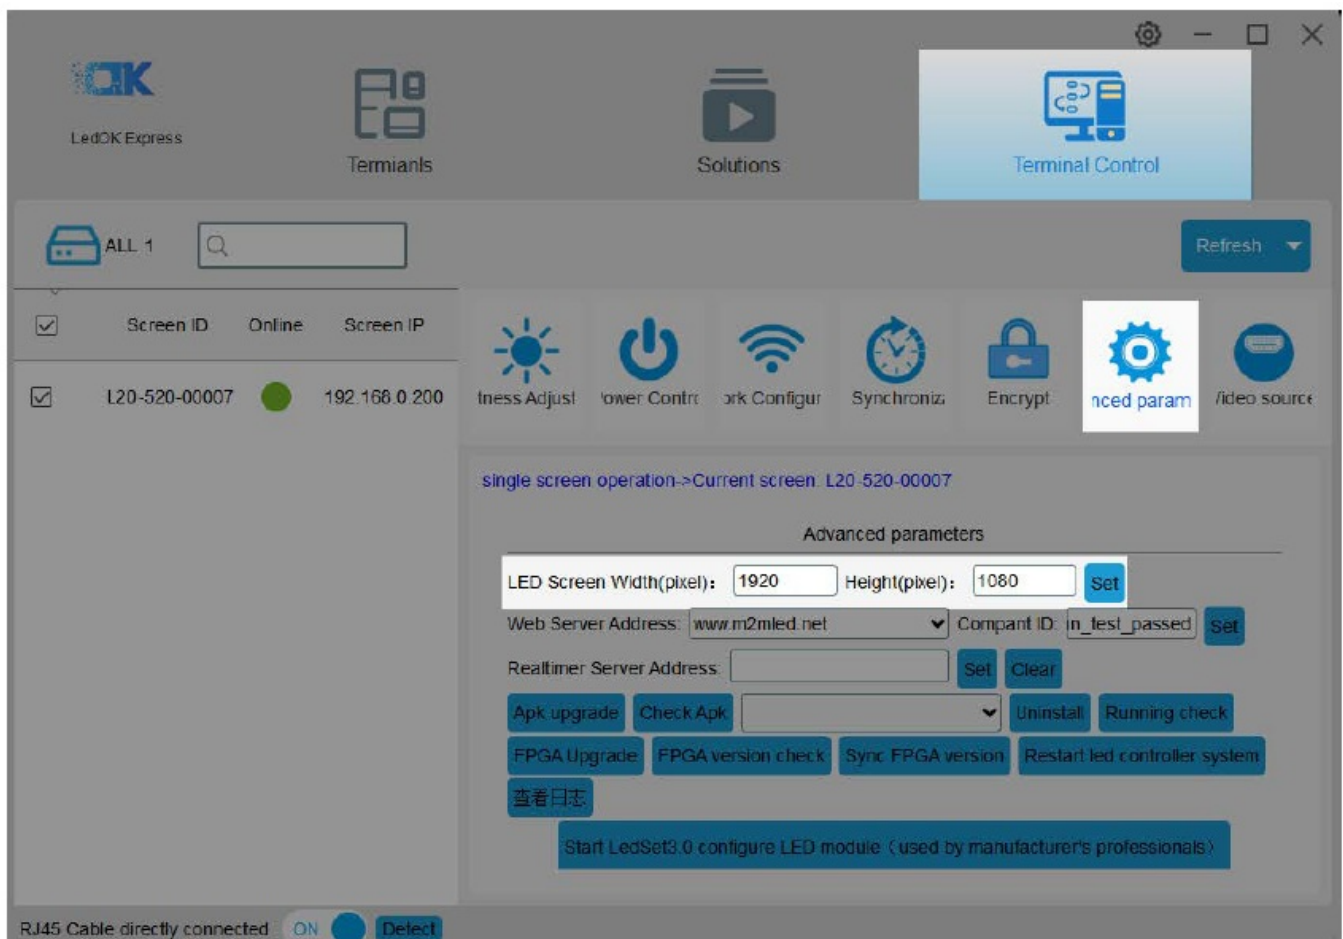 OK
LedOK Express
Termianls
Solutions
Terminal Control
ALL 1
Refresh
Screen ID Online Screen IP
L20-520-00007 192.168.0.200
tness Adjust ower Contro ork Configur Synchroniz Encrypt nced param Video source
single screen operation->Current screen: L20-520-00007
Advanced parameters
LED Screen Width(pixel): 1920 Height(pixel): 1080 Set
Web Server Address: www.m2mled.net Compant ID: in_test_passed Set
Realtimer Server Address: Set Clear
Apk upgrade Check Apk Uninstall Running check
FPGA Upgrade FPGA version check Sync FPGA version Restart led controller system
查看日志
Start LedSet3.0 configure LED module（used by manufacturer's professionals）
RJ45 Cable directly connected ON Detect